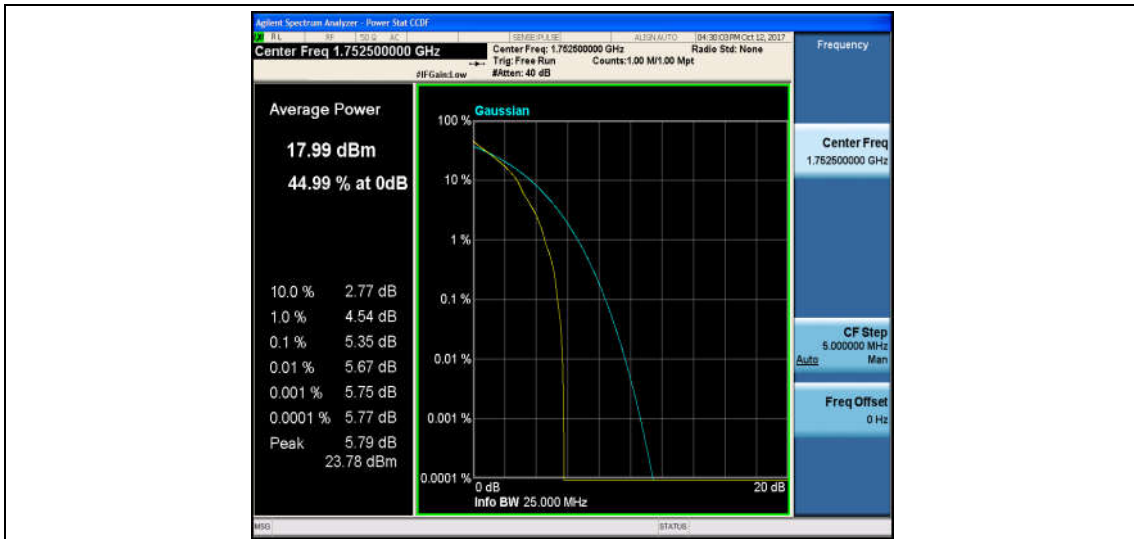 Agilent Spectrum Analyzer - Power Stat CCDF
RL RF 50 Ω AC SENSE:PULSE ALIGN AUTO 04:30:03 PM Oct 12, 2017
Center Freq 1.752500000 GHz
Center Freq: 1.752500000 GHz Radio Std: None
Trig: Free Run Counts:1.00 M/1.00 Mpt
#IFGain:Low #Atten: 40 dB
Frequency
Average Power
17.99 dBm
44.99 % at 0dB
10.0 % 2.77 dB
1.0 % 4.54 dB
0.1 % 5.35 dB
0.01 % 5.67 dB
0.001 % 5.75 dB
0.0001 % 5.77 dB
Peak 5.79 dB
23.78 dBm
Gaussian
100 %
10 %
1 %
0.1 %
0.01 %
0.001 %
0.0001 %
0 dB 20 dB
Info BW 25.000 MHz
Center Freq
1.752500000 GHz
CF Step
5.000000 MHz
Auto Man
Freq Offset
0 Hz
MSG STATUS